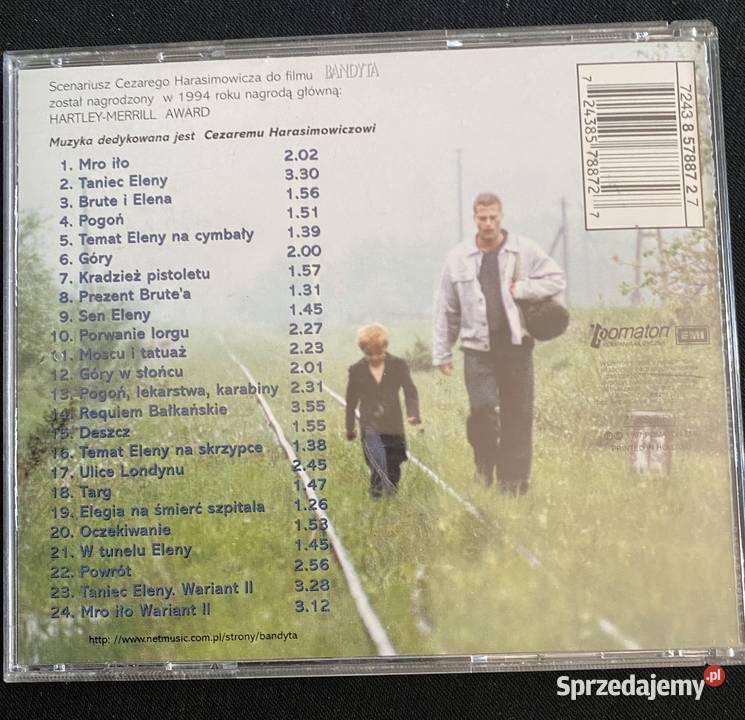 Scenariusz Cezarego Harasimowicza do filmu BANDYTA
został nagrodzony w 1994 roku nagrodą główną:
HARTLEY-MERRILL AWARD
Muzyka dedykowana jest Cezaremu Harasimowiczowi
1. Mro iło 2.02
2. Taniec Eleny 3.30
3. Brute i Elena 1.56
4. Pogoń 1.51
5. Temat Eleny na cymbały 1.39
6. Góry 2.00
7. Kradzież pistoletu 1.57
8. Prezent Brute'a 1.31
9. Sen Eleny 1.45
10. Porwanie Iorgu 2.27
11. Moscu i tatuaż 2.23
12. Góry w słońcu 2.01
13. Pogoń, lekarstwa, karabiny 2.31
14. Requiem Bałkańskie 3.55
15. Deszcz 1.55
16. Temat Eleny na skrzypce 1.38
17. Ulice Londynu 2.45
18. Targ 1.47
19. Elegia na śmierć szpitala 1.26
20. Oczekiwanie 1.53
21. W tunelu Eleny 1.45
22. Powrót 2.56
23. Taniec Eleny. Wariant II 3.28
24. Mro iło Wariant II 3.12
http: //www.netmusic.com.pl/strony/bandyta
7243 8 57887 2 7
7 24385 78872 7
Pomaton EMI
PRINTED IN
Sprzedajemy.pl